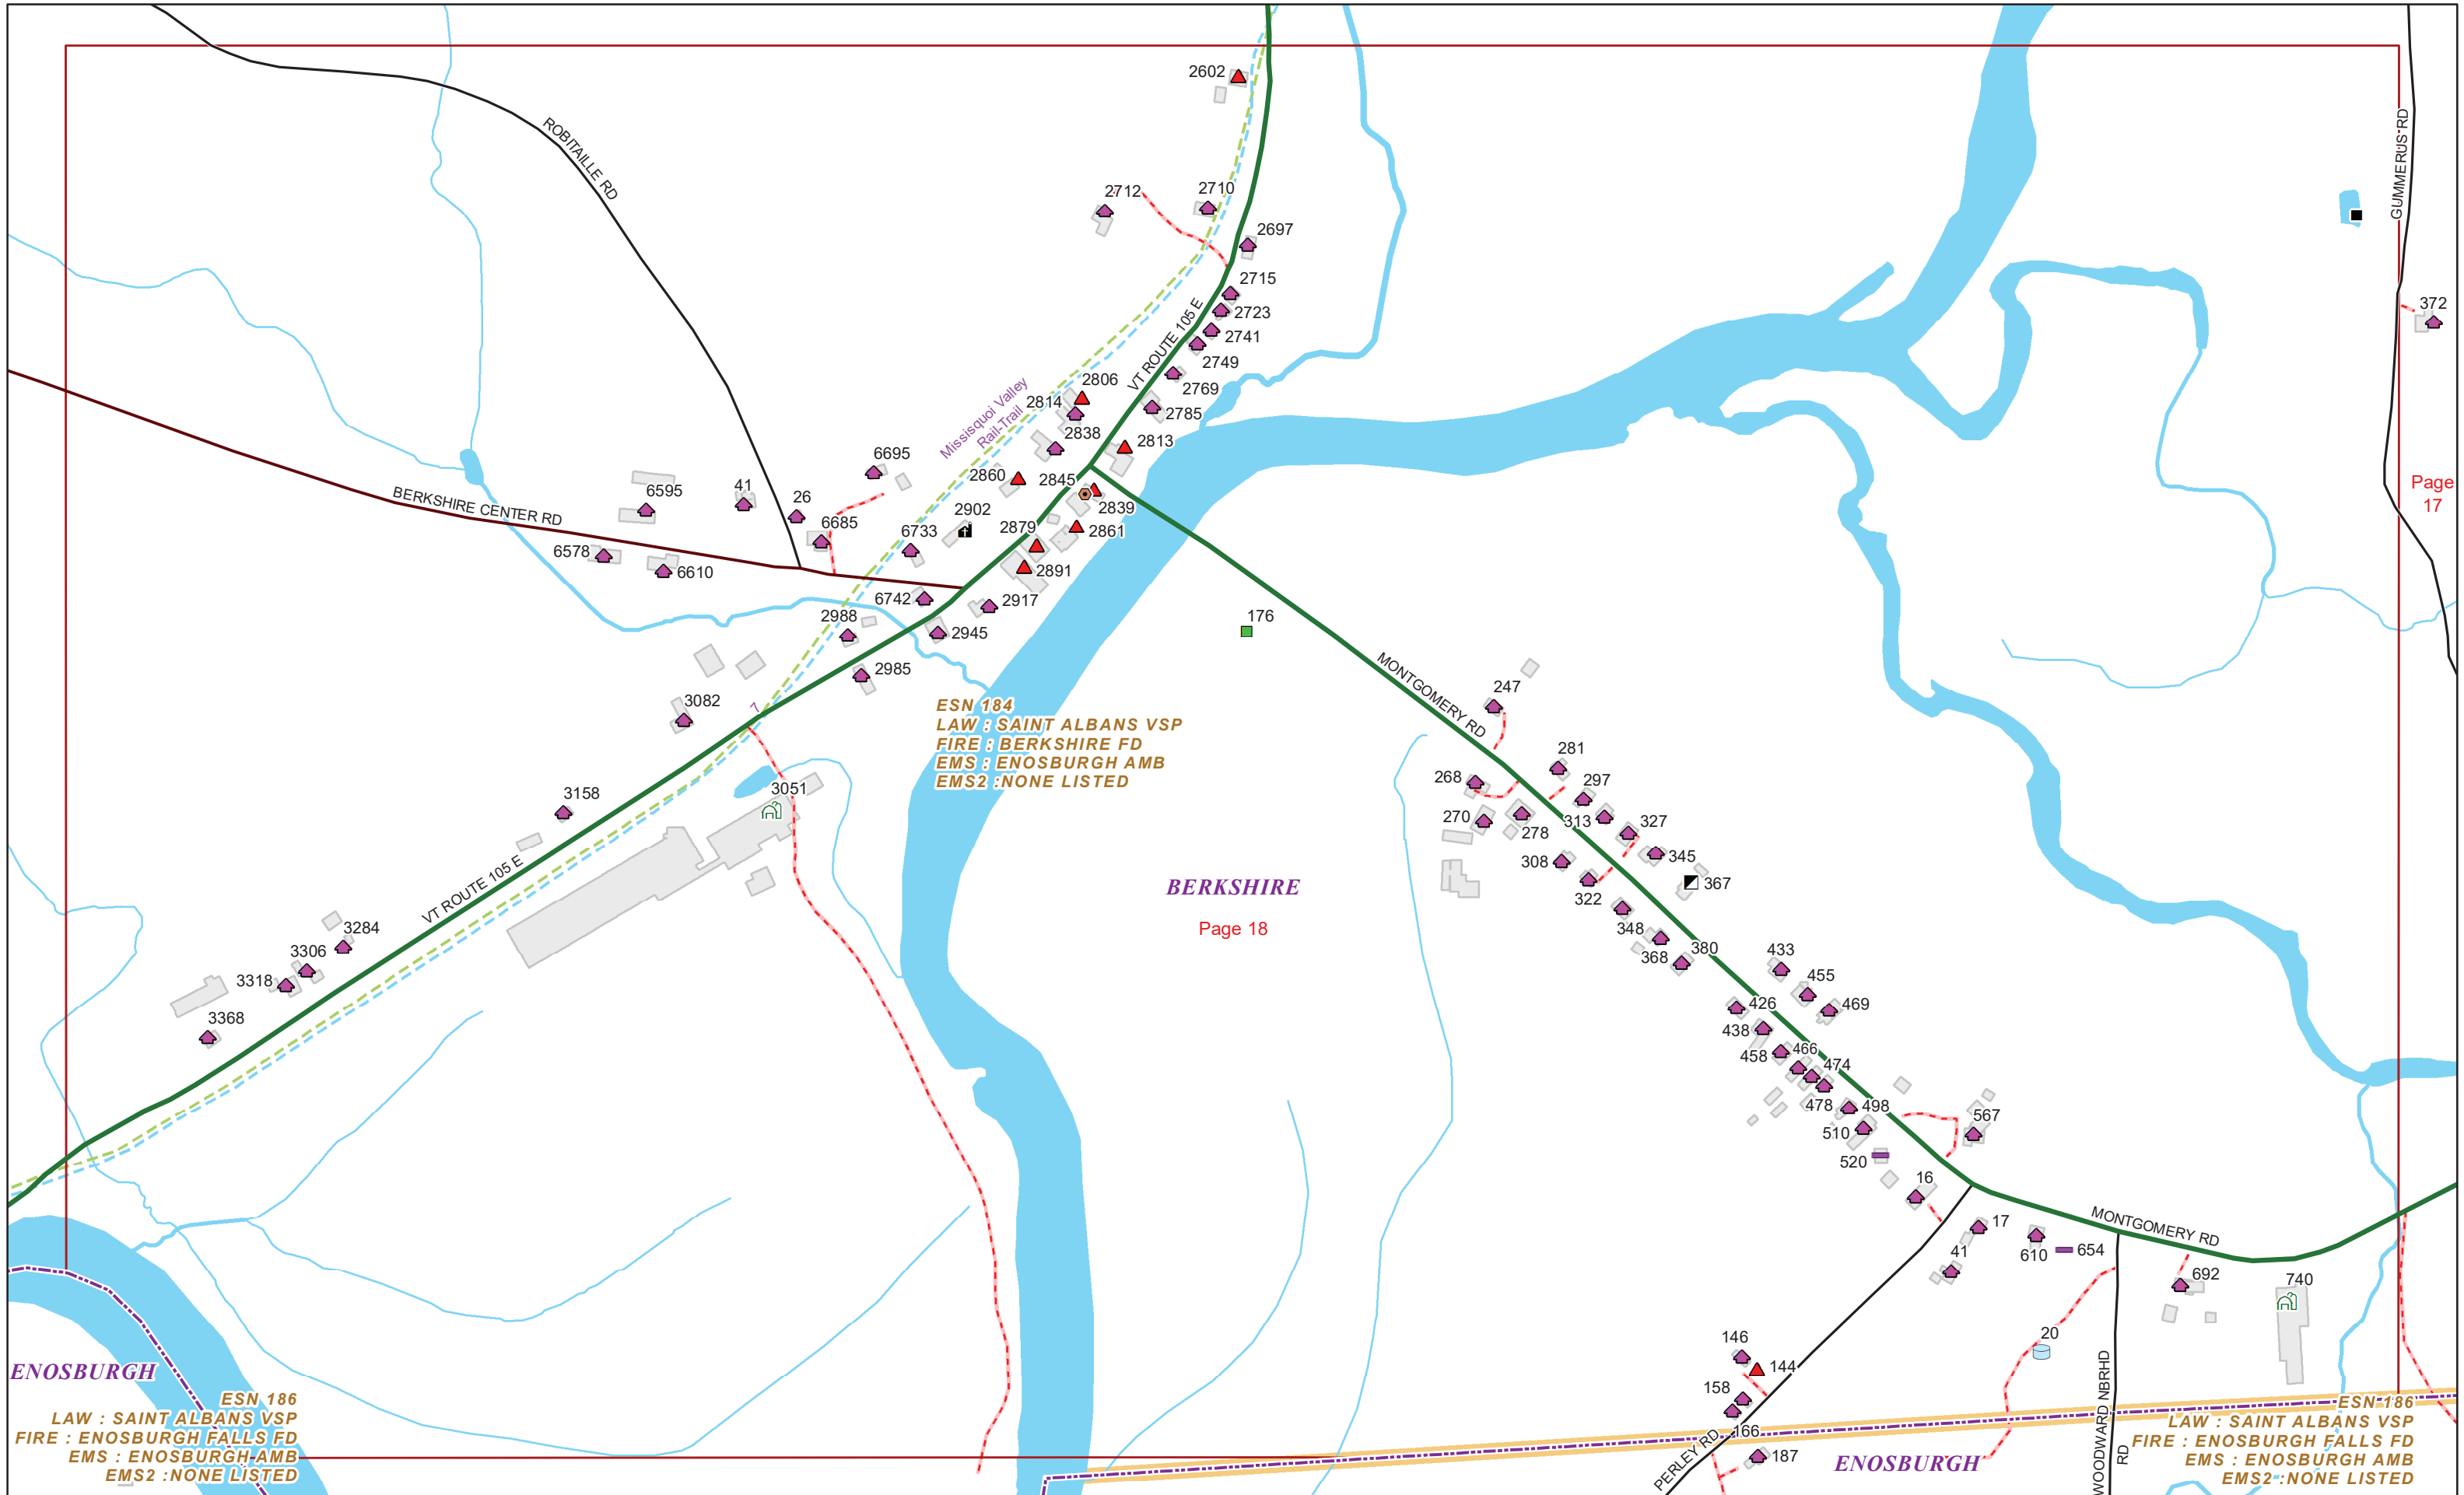 2602
ROBITAILLE RD
GUMMERUS RD
2712
2710
2697
2715
372
VT ROUTE 105 E
2723
2741
2749
2769
2785
Missisquoi Valley
Rail-Trail
2806
2814
2838
2813
6695
2860
2845
2839
Page
17
BERKSHIRE CENTER RD
6595
41
26
6685
6733
2902
2879
2861
6578
6610
2891
6742
2917
2988
2945
176
2985
3082
7
ESN 184
LAW : SAINT ALBANS VSP
FIRE : BERKSHIRE FD
EMS : ENOSBURGH AMB
EMS2 :NONE LISTED
MONTGOMERY RD
247
281
268
297
3158
3051
270
278
313
327
308
345
322
367
VT ROUTE 105 E
BERKSHIRE
Page 18
348
368
380
3284
3306
3318
3368
433
455
426
469
438
458
466
474
478
498
510
567
520
16
17
MONTGOMERY RD
41
610
654
692
740
20
146
144
158
166
187
PERLEY RD
WOODWARD NBRHD
RD
ENOSBURGH
ESN 186
LAW : SAINT ALBANS VSP
FIRE : ENOSBURGH FALLS FD
EMS : ENOSBURGH AMB
EMS2 :NONE LISTED
ENOSBURGH
ESN 186
LAW : SAINT ALBANS VSP
FIRE : ENOSBURGH FALLS FD
EMS : ENOSBURGH AMB
EMS2 :NONE LISTED